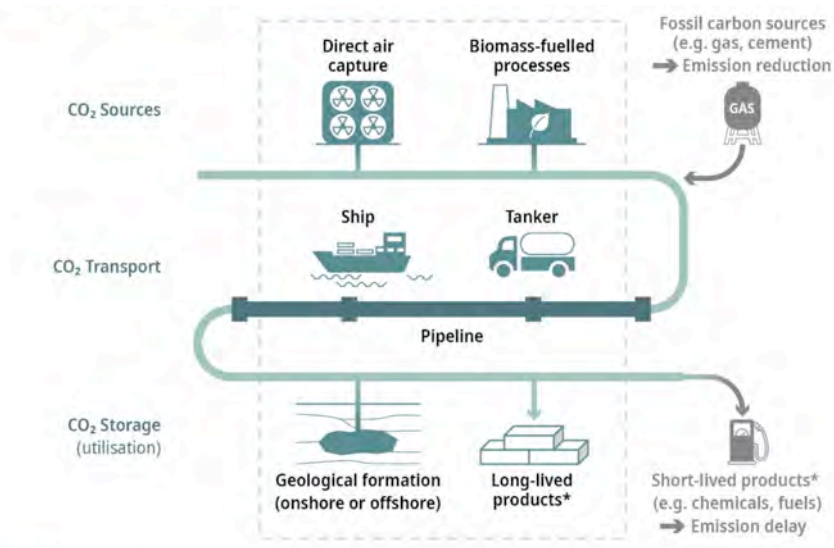 Fossil carbon sources
(e.g. gas, cement)
→ Emission reduction
Direct air
capture
Biomass-fuelled
processes
CO₂ Sources
GAS
Ship
Tanker
CO₂ Transport
Pipeline
CO₂ Storage
(utilisation)
Geological formation
(onshore or offshore)
Long-lived
products*
Short-lived products*
(e.g. chemicals, fuels)
→ Emission delay